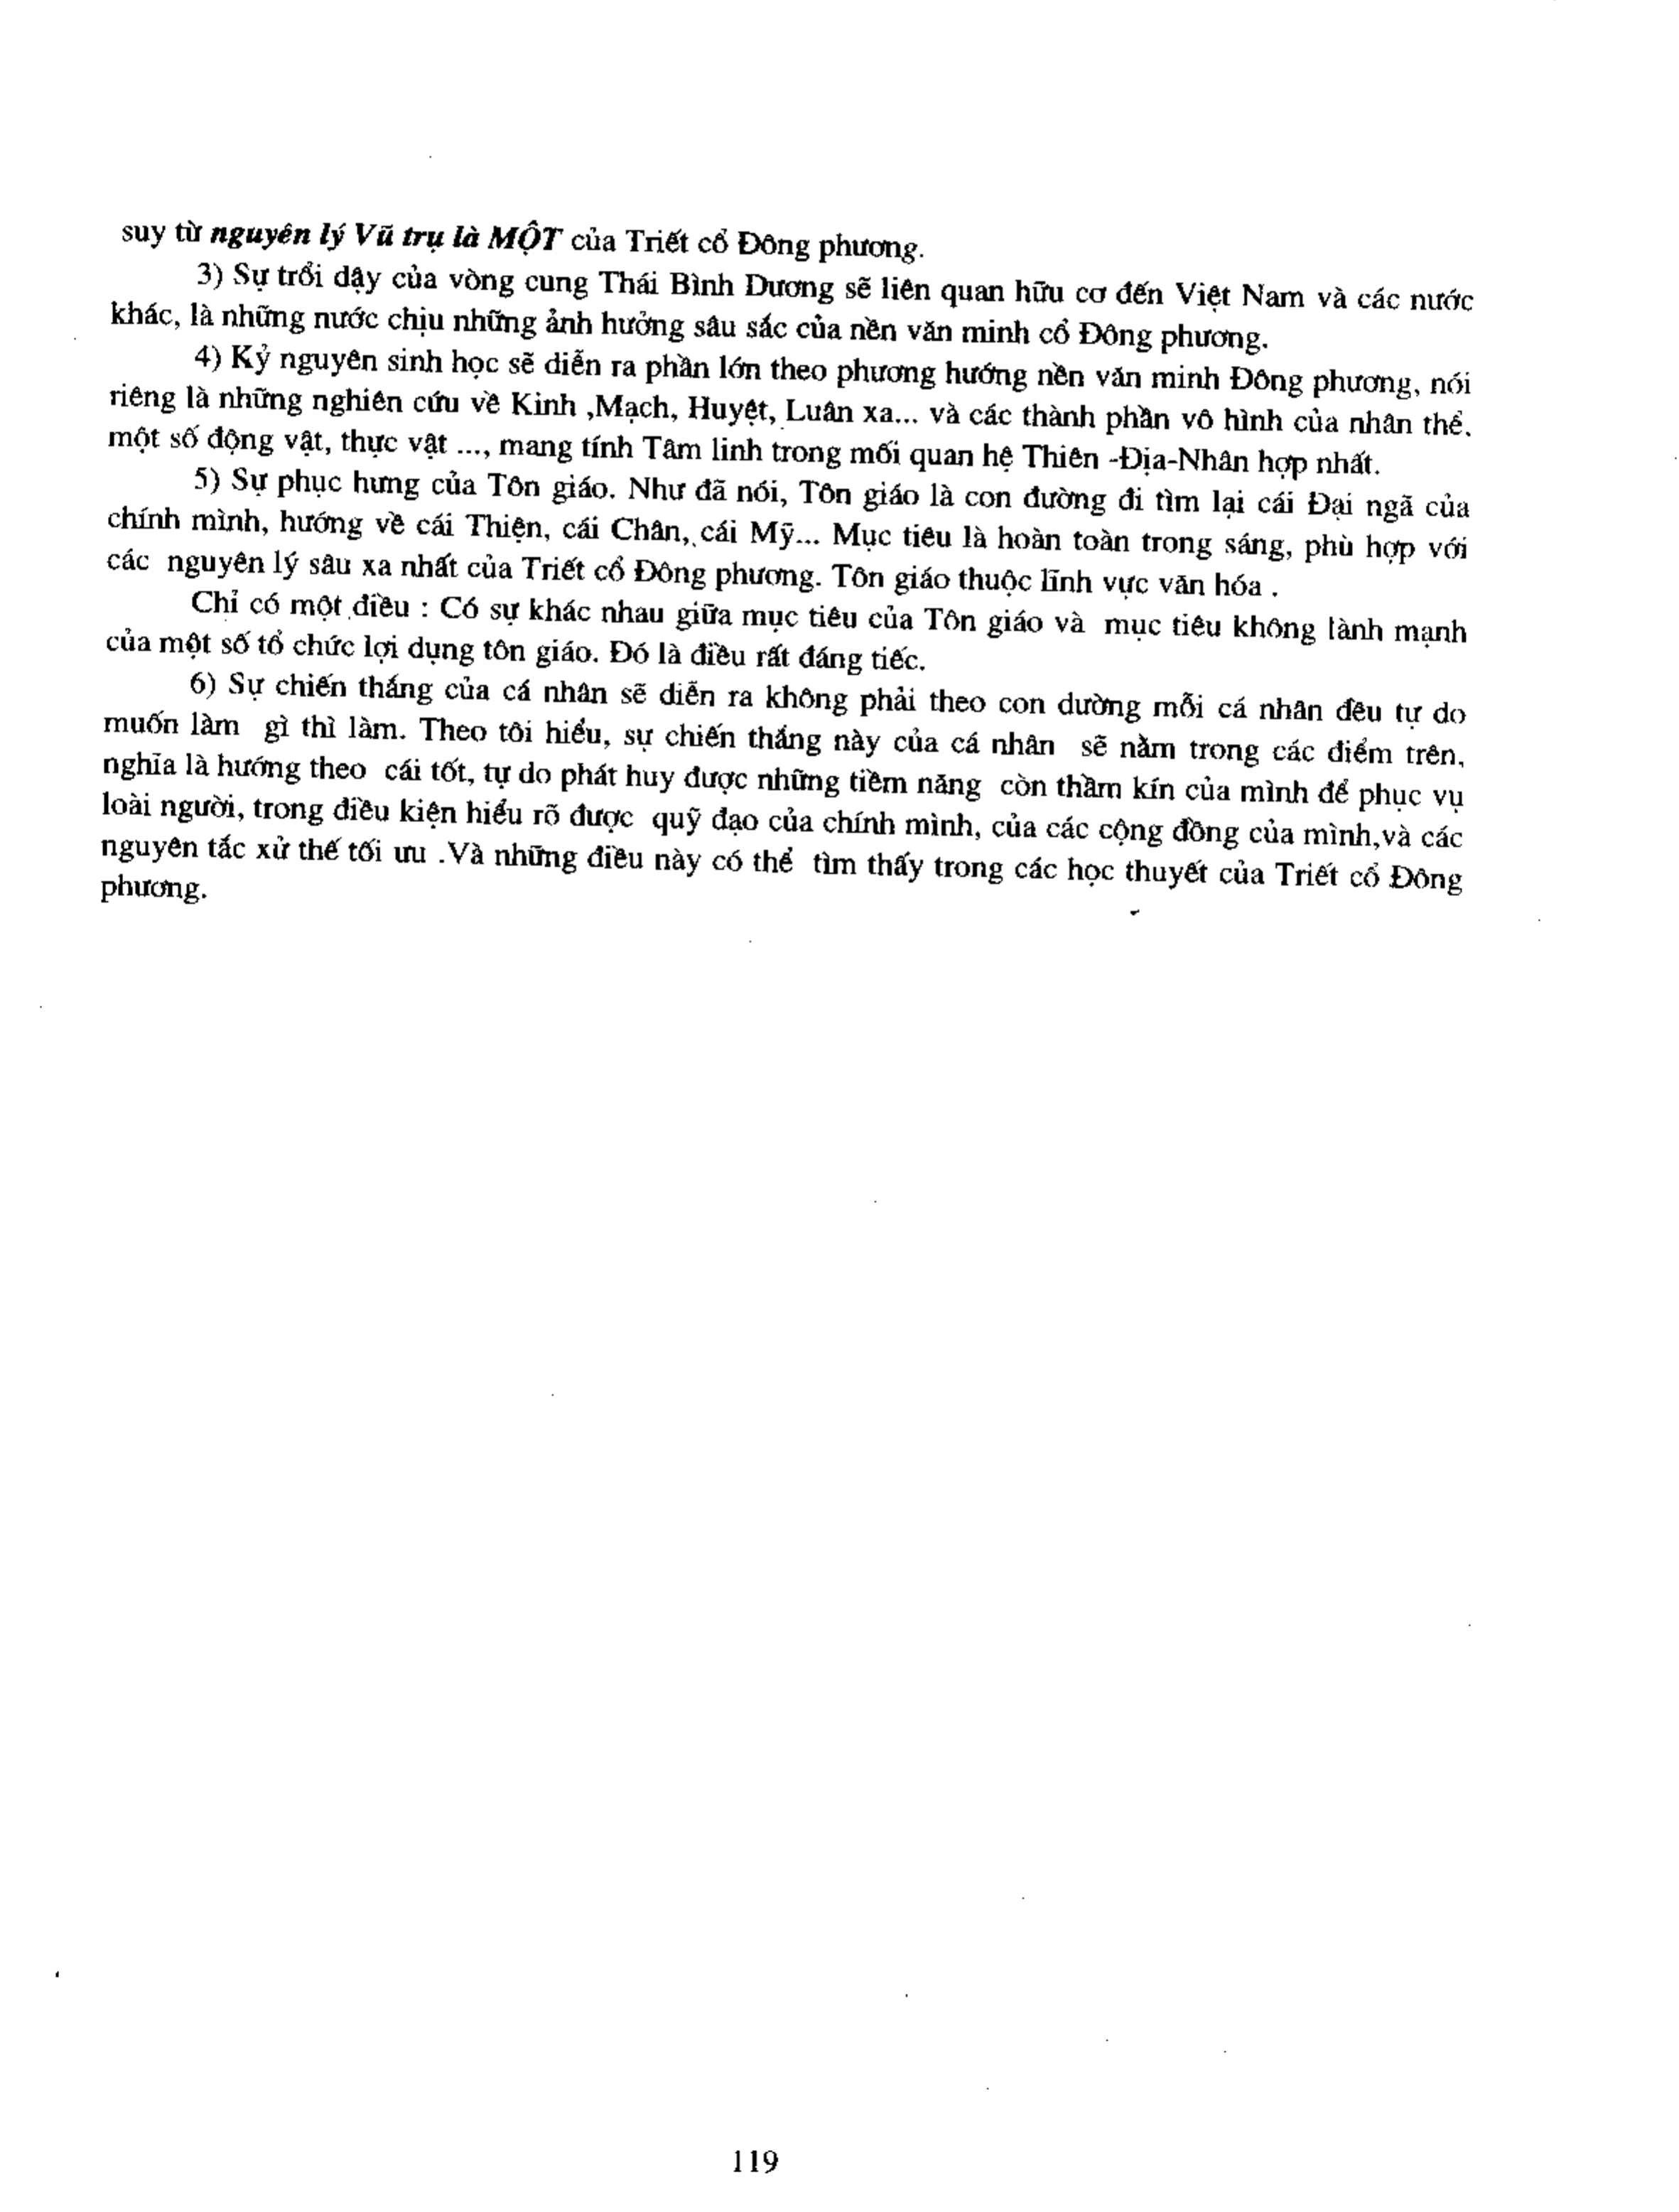 suy từ nguyên lý Vũ trụ là MỘT của Triết cổ Đông phương.
3) Sự trổi dậy của vòng cung Thái Bình Dương sẽ liên quan hữu cơ đến Việt Nam và các nước
khác, là những nước chịu những ảnh hưởng sâu sắc của nền văn minh cổ Đông phương.
4) Kỷ nguyên sinh học sẽ diễn ra phần lớn theo phương hướng nền văn minh Đông phương, nói
riêng là những nghiên cứu về Kinh ,Mạch, Huyệt, Luân xa... và các thành phần vô hình của nhân thể.
một số động vật, thực vật ..., mang tính Tâm linh trong mối quan hệ Thiên -Địa-Nhân hợp nhất.
5) Sự phục hưng của Tôn giáo. Như đã nói, Tôn giáo là con đường đi tìm lại cái Đại ngã của
chính mình, hướng về cái Thiện, cái Chân, cái Mỹ... Mục tiêu là hoàn toàn trong sáng, phù hợp với
các nguyên lý sâu xa nhất của Triết cổ Đông phương. Tôn giáo thuộc lĩnh vực văn hóa .
Chỉ có một điều : Có sự khác nhau giữa mục tiêu của Tôn giáo và mục tiêu không lành mạnh
của một số tổ chức lợi dụng tôn giáo. Đó là điều rất đáng tiếc.
6) Sự chiến thắng của cá nhân sẽ diễn ra không phải theo con dường mỗi cá nhân đều tự do
muốn làm gì thì làm. Theo tôi hiểu, sự chiến thắng này của cá nhân sẽ nằm trong các điểm trên,
nghĩa là hướng theo cái tốt, tự do phát huy được những tiềm năng còn thầm kín của mình để phục vụ
loài người, trong điều kiện hiểu rõ được quỹ đạo của chính mình, của các cộng đồng của mình,và các
nguyên tắc xử thế tối ưu .Và những điều này có thể tìm thấy trong các học thuyết của Triết cổ Đông
phương.
119